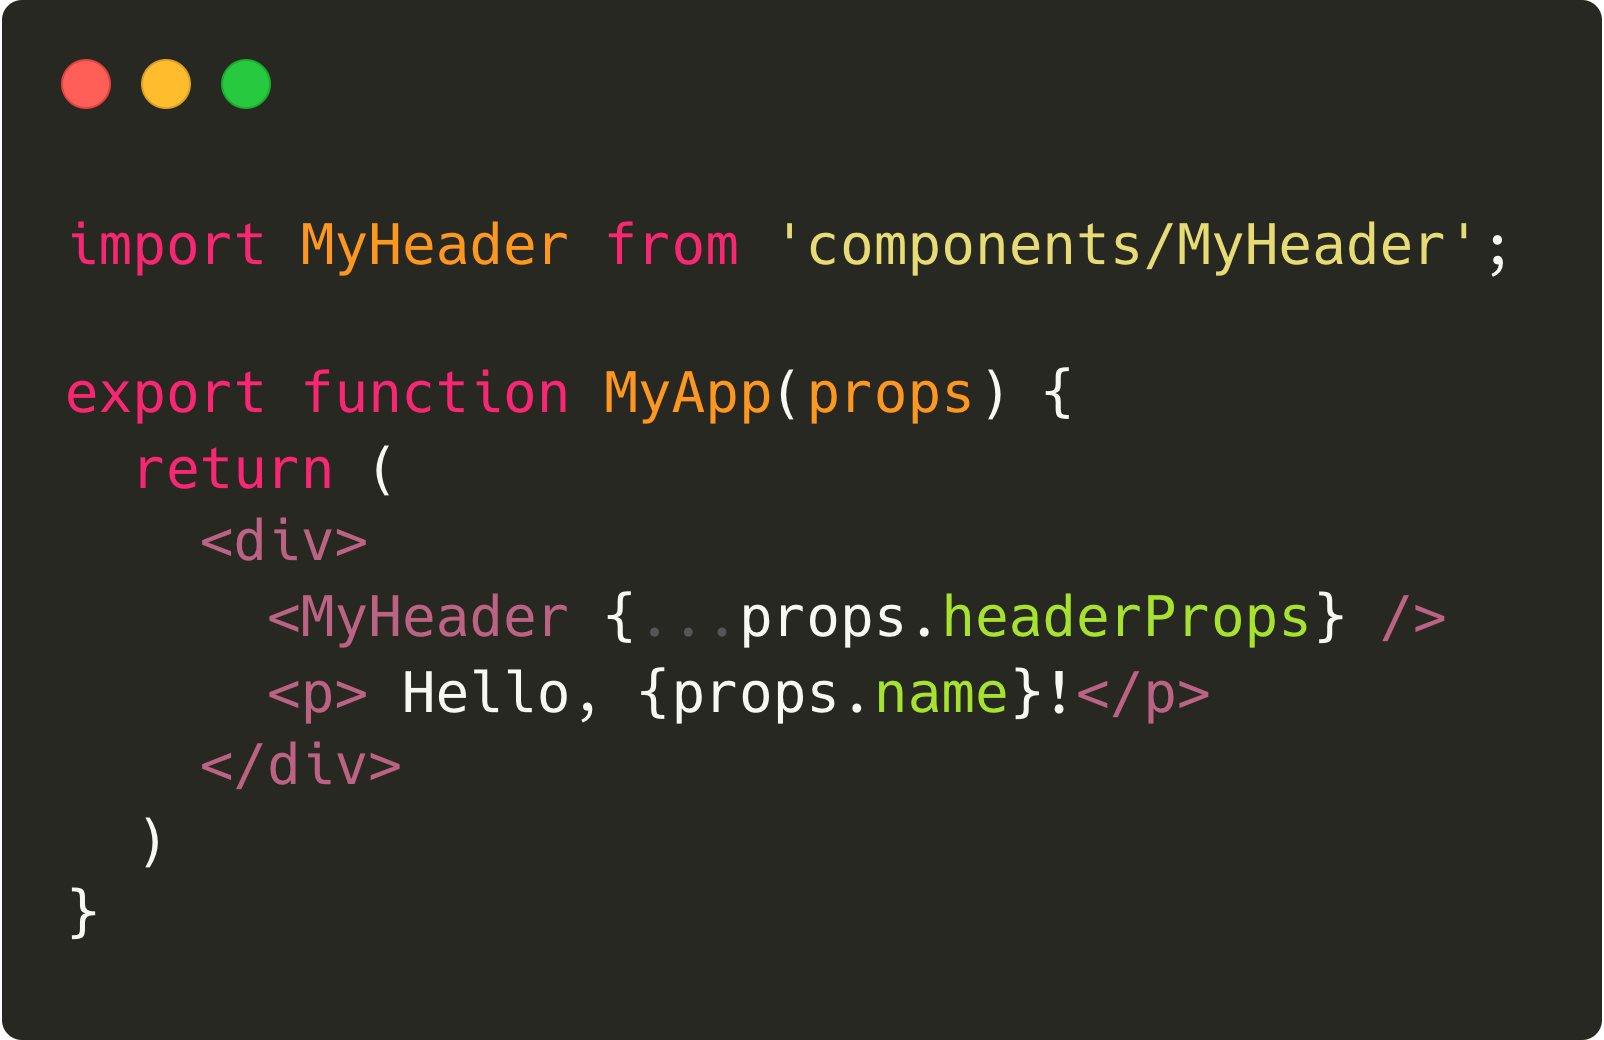 import MyHeader from 'components/MyHeader';
export function MyApp(props) {
  return (
    <div>
      <MyHeader {...props.headerProps} />
      <p> Hello, {props.name}!</p>
    </div>
  )
}